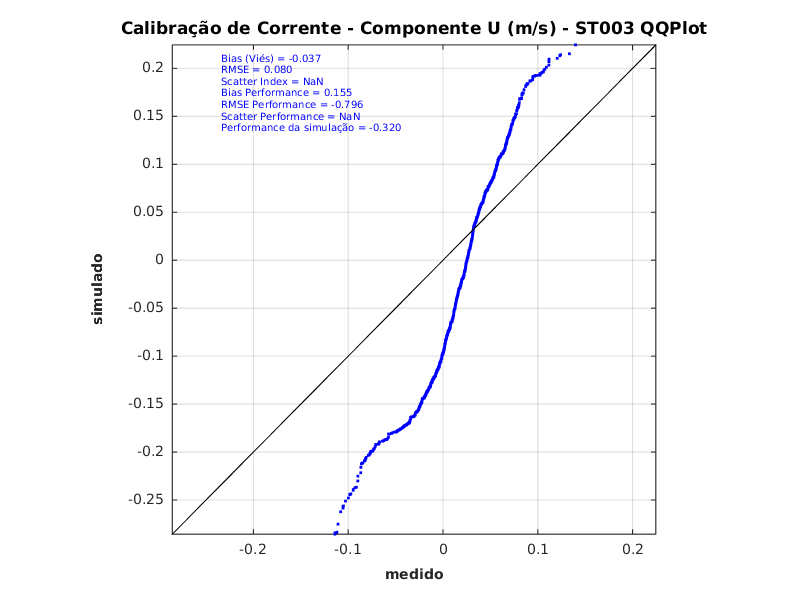 Calibração de Corrente - Componente U (m/s) - ST003 QQPlot
Bias (Viés) = -0.037
RMSE = 0.080
Scatter Index = NaN
Bias Performance = 0.155
RMSE Performance = -0.796
Scatter Performance = NaN
Performance da simulação = -0.320
0.2
0.15
0.1
0.05
0
-0.05
-0.1
-0.15
-0.2
-0.25
simulado
-0.2
-0.1
0
0.1
0.2
medido